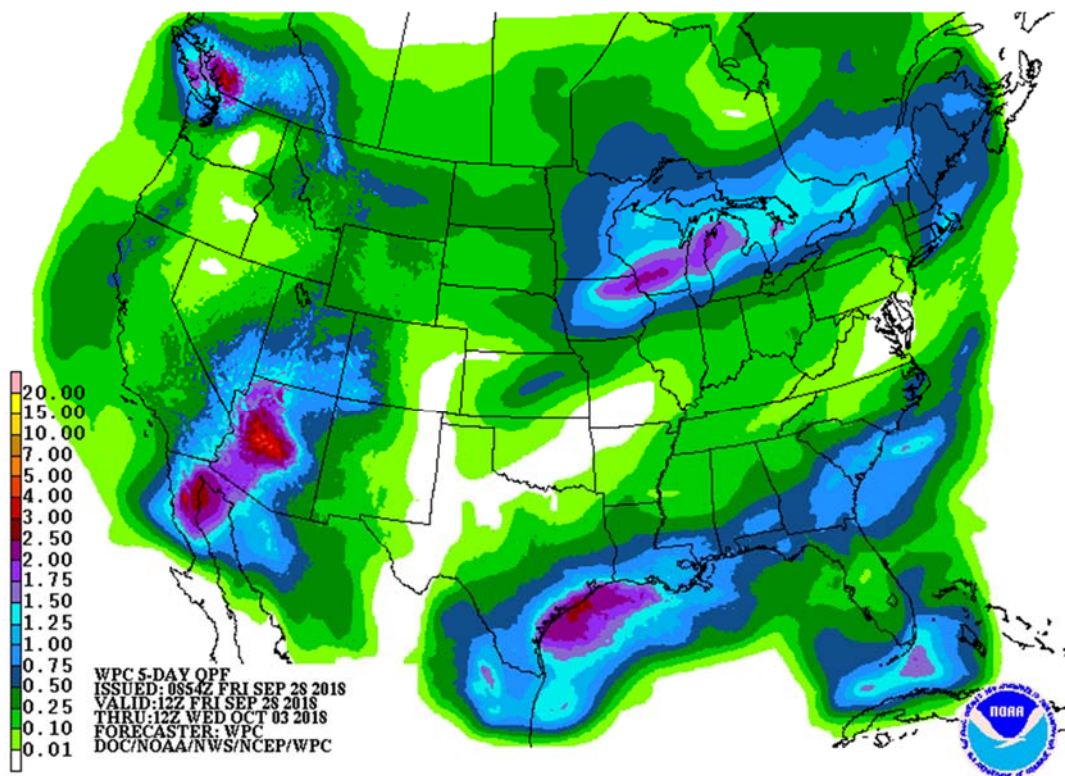 20.00
15.00
10.00
7.00
5.00
4.00
3.00
2.50
2.00
1.75
1.50
1.25
1.00
0.75
0.50
0.25
0.10
0.01
WPC 5-DAY QPF
ISSUED: 0854Z FRI SEP 28 2018
VALID:12Z FRI SEP 28 2018
THRU:12Z WED OCT 03 2018
FORECASTER: WPC
DOC/NOAA/NWS/NCEP/WPC
NOAA